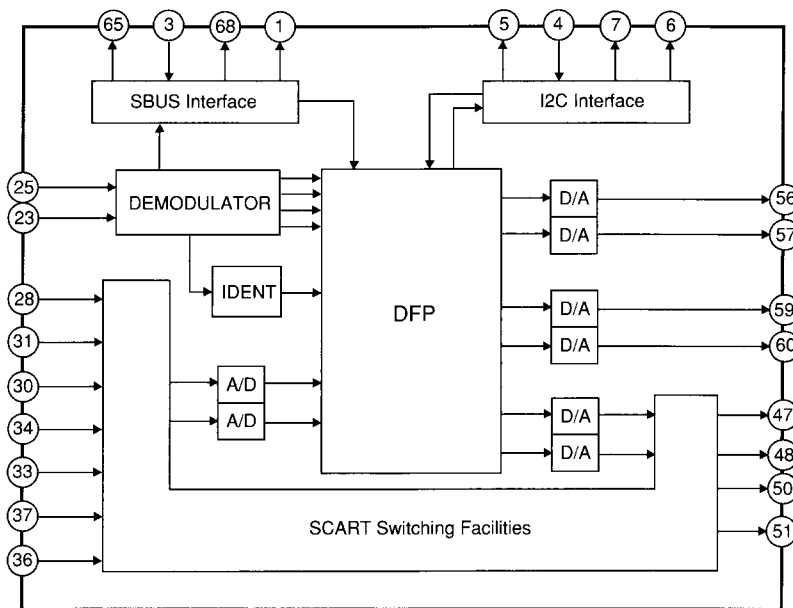 65 3 68 1 5 4 7 6
SBUS Interface
I2C Interface
25
DEMODULATOR
D/A
56
23
D/A
57
IDENT
28
DFP
D/A
59
31
D/A
60
30
A/D
34
A/D
D/A
47
33
D/A
48
50
37
SCART Switching Facilities
51
36